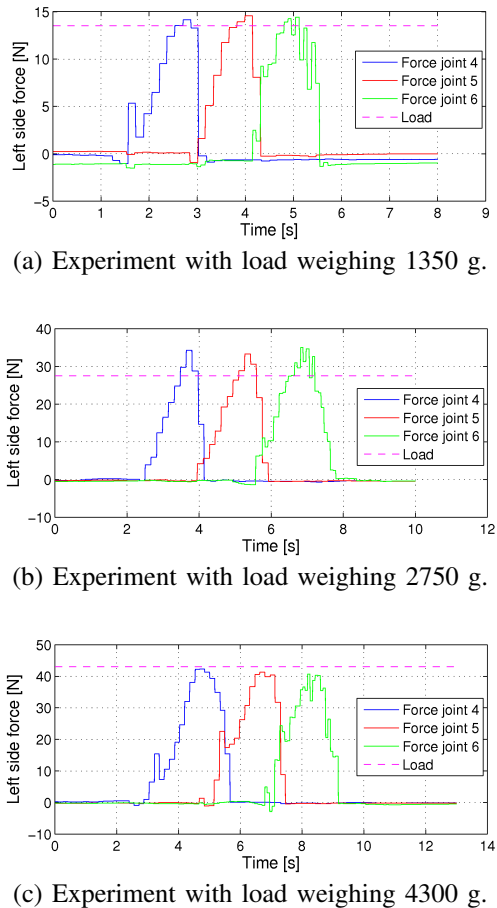 15
10
5
0
−5
Left side force [N]
Force joint 4
Force joint 5
Force joint 6
Load
0 1 2 3 4 5 6 7 8 9
Time [s]
(a) Experiment with load weighing 1350 g.
40
30
20
10
0
−10
Left side force [N]
Force joint 4
Force joint 5
Force joint 6
Load
0 2 4 6 8 10 12
Time [s]
(b) Experiment with load weighing 2750 g.
50
40
30
20
10
0
−10
Left side force [N]
Force joint 4
Force joint 5
Force joint 6
Load
0 2 4 6 8 10 12 14
Time [s]
(c) Experiment with load weighing 4300 g.